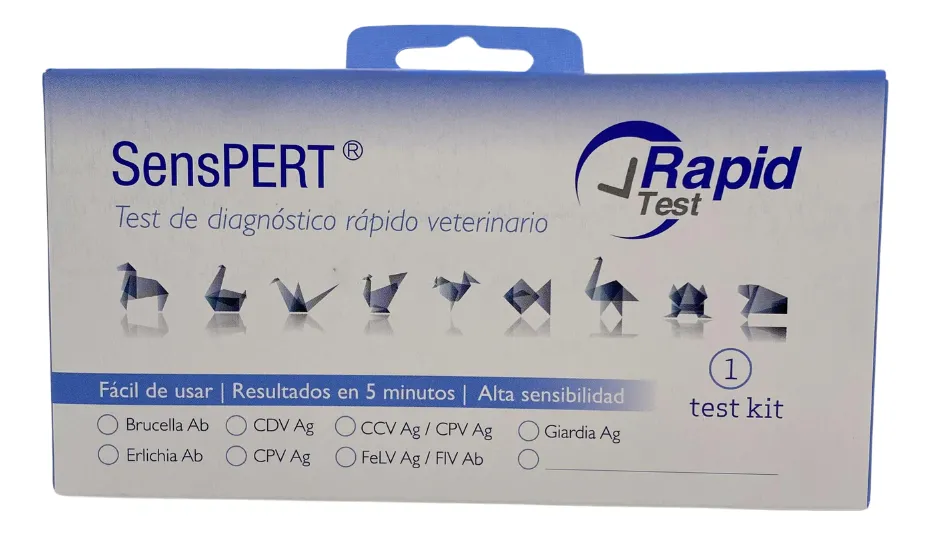 SensPERT®
Rapid
Test
Test de diagnóstico rápido veterinario
1
test kit
Fácil de usar | Resultados en 5 minutos | Alta sensibilidad
Brucella Ab CDV Ag CCV Ag / CPV Ag Giardia Ag
Erlichia Ab CPV Ag FeLV Ag / FIV Ab